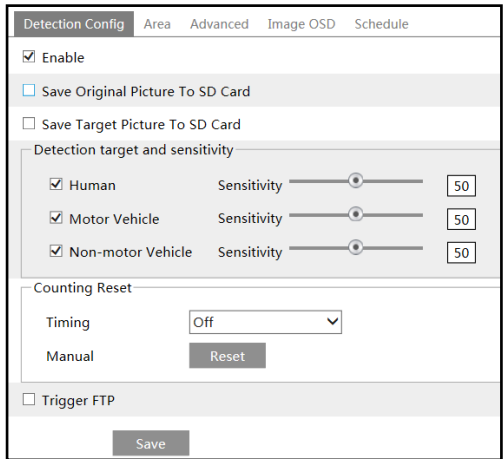 Detection Config Area Advanced Image OSD Schedule
Enable
Save Original Picture To SD Card
Save Target Picture To SD Card
Detection target and sensitivity
Human Sensitivity 50
Motor Vehicle Sensitivity 50
Non-motor Vehicle Sensitivity 50
Counting Reset
Timing Off
Manual Reset
Trigger FTP
Save